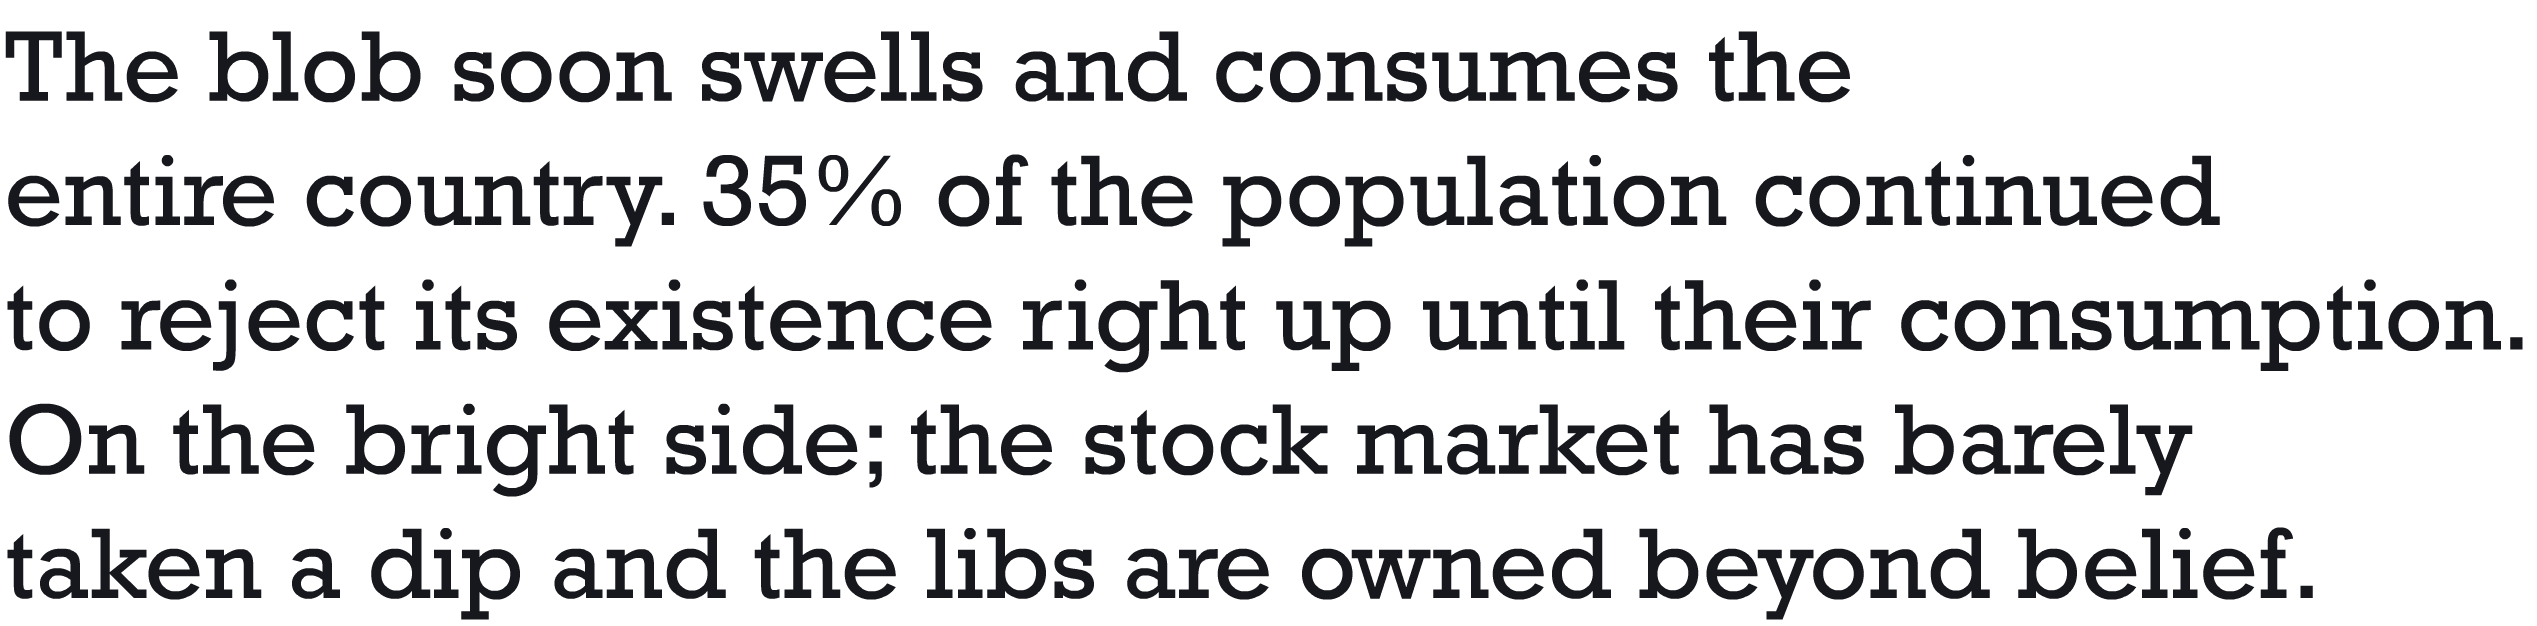 The blob soon swells and consumes the
entire country. 35% of the population continued
to reject its existence right up until their consumption.
On the bright side; the stock market has barely
taken a dip and the libs are owned beyond belief.